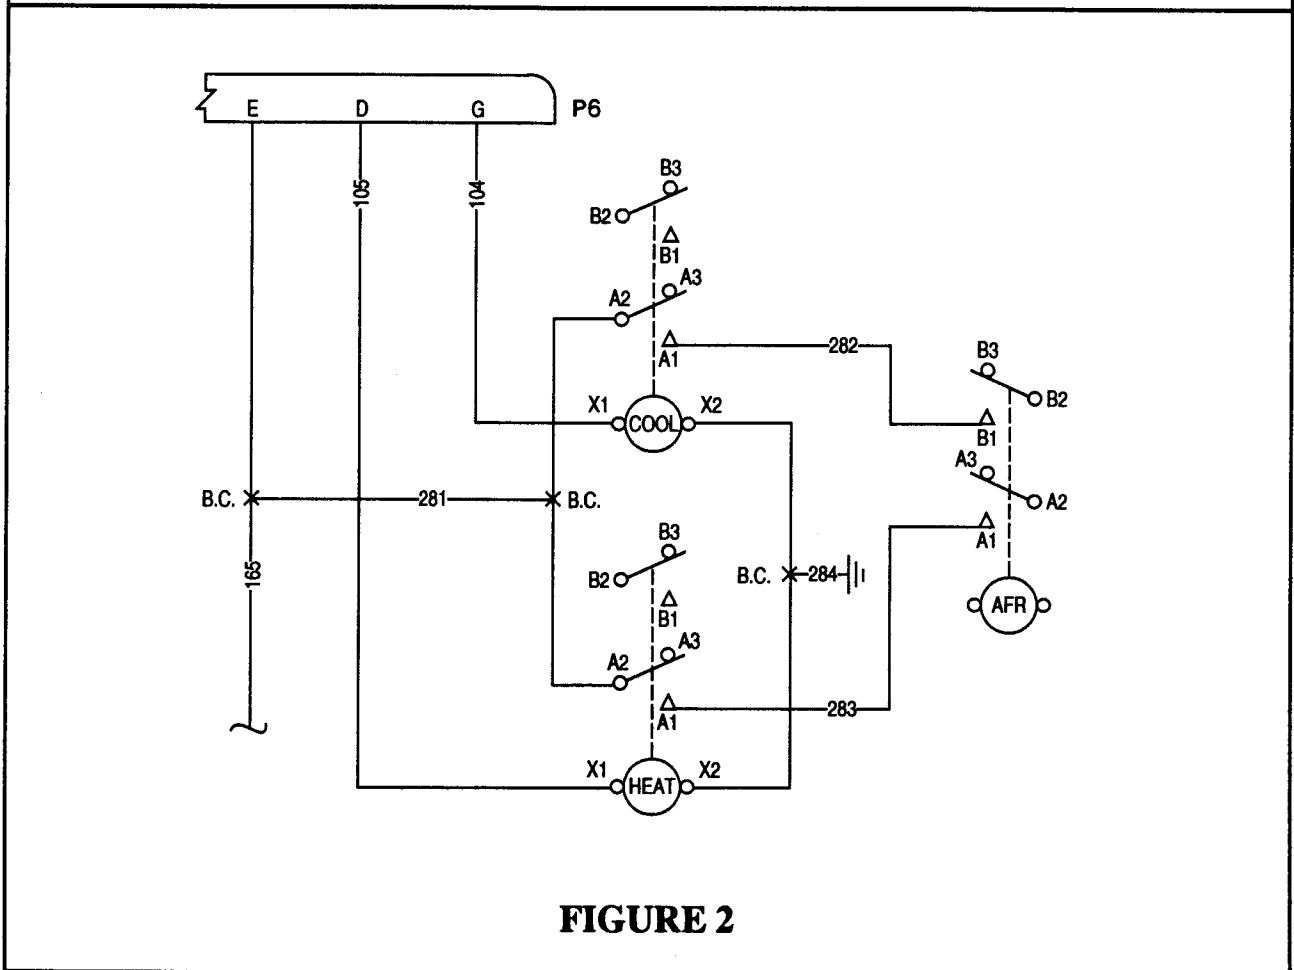 E D G P6
105 104
B3
B2
B1
A3
A2
A1 282
B3
B2
X1 COOL X2
B1
A3
B.C. 281 B.C.
A2
A1
B3
165 B2 B.C. 284
B1
AFR
A3
A2
A1 283
X1 HEAT X2
FIGURE 2